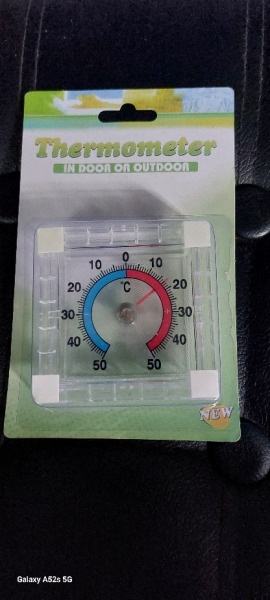 Thermometer
IN DOOR OR OUTDOOR
10 0 10
°C
20 20
30 30
40 40
50 50
NEW
Galaxy A52s 5G